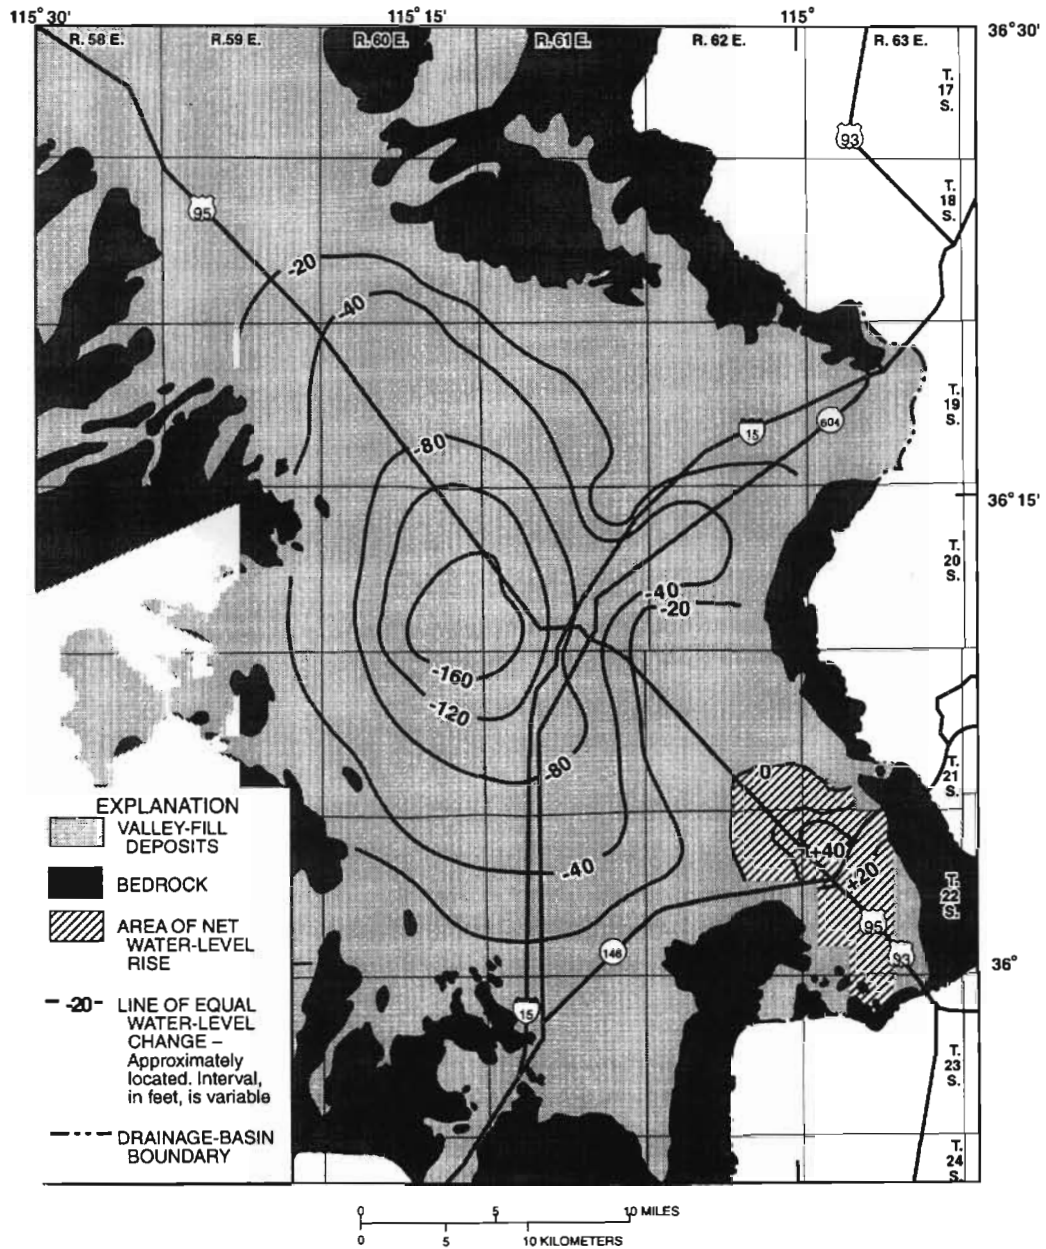 115°30' 115°15' 115°
R. 58 E. R. 59 E. R. 60 E. R. 61 E. R. 62 E. R. 63 E. 36°30'
T.
17
S.
93
T.
18
S.
95
-20
-40
T.
19
S.
604
15
-80
36°15'
T.
20
S.
-40
-20
-160
-120
-80
T.
21
S.
0
+40
+20
-40
T.
22
S.
95
93
146
36°
15
T.
23
S.
T.
24
S.
EXPLANATION
VALLEY-FILL
DEPOSITS
BEDROCK
AREA OF NET
WATER-LEVEL
RISE
-20- LINE OF EQUAL
WATER-LEVEL
CHANGE –
Approximately
located. Interval,
in feet, is variable
DRAINAGE-BASIN
BOUNDARY
0 5 10 MILES
0 5 10 KILOMETERS